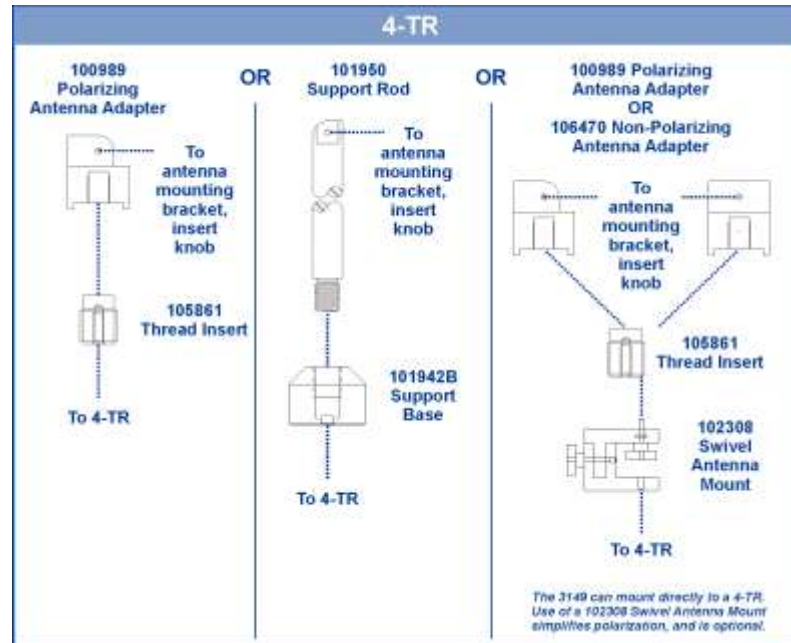 4-TR
100989
Polarizing
Antenna Adapter
To
antenna
mounting
bracket,
insert
knob
105861
Thread Insert
To 4-TR
OR
101950
Support Rod
To
antenna
mounting
bracket,
insert
knob
101942B
Support
Base
To 4-TR
OR
100989 Polarizing
Antenna Adapter
OR
106470 Non-Polarizing
Antenna Adapter
To
antenna
mounting
bracket,
insert
knob
105861
Thread Insert
102308
Swivel
Antenna
Mount
To 4-TR
The 3149 can mount directly to a 4-TR.
Use of a 102308 Swivel Antenna Mount
simplifies polarization, and is optional.